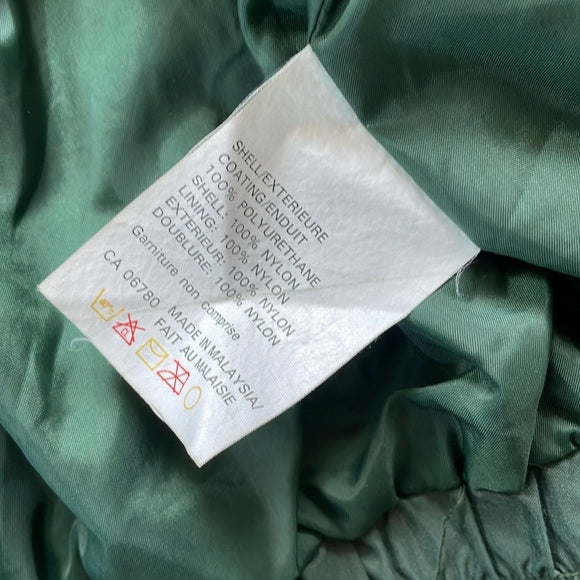 SHELL/EXTERIEURE
COATING/ENDUIT
100% POLYURETHANE
SHELL: 100% NYLON
LINING: 100% NYLON
EXTERIEUR: 100% NYLON
DOUBLURE: 100% NYLON
Garniture non comprise
CA 06780 MADE IN MALAYSIA/
FAIT AU MALAISIE